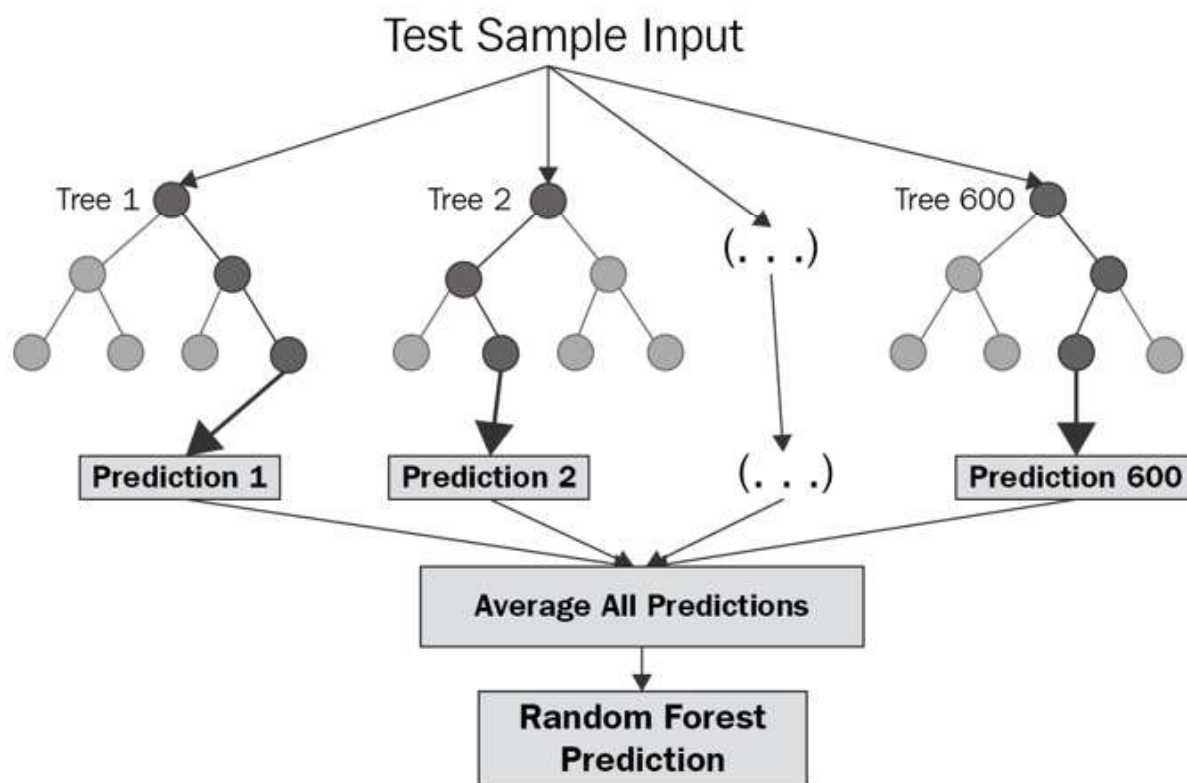 Test Sample Input
Tree 1
Tree 2
Tree 600
(. . .)
Prediction 1
Prediction 2
(. . .)
Prediction 600
Average All Predictions
Random Forest
Prediction